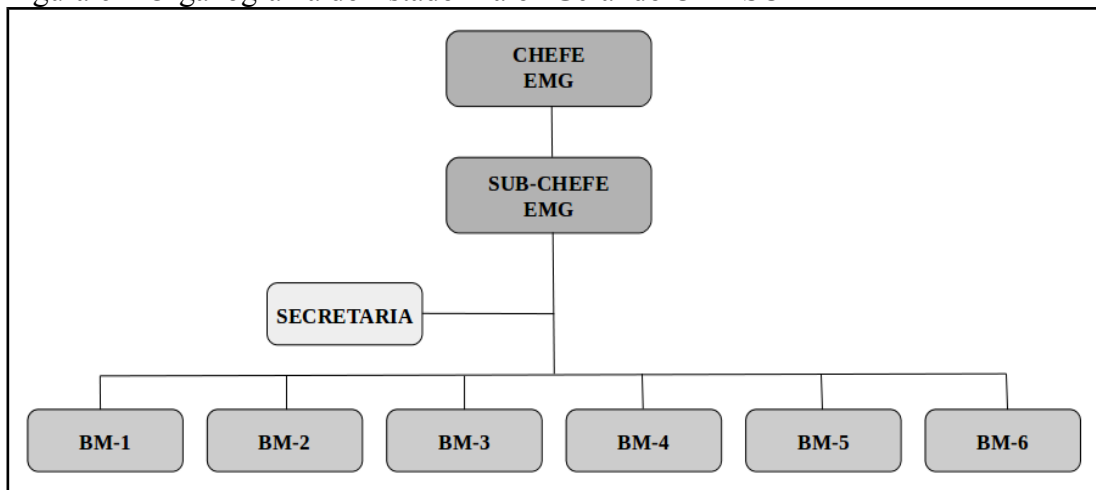 CHEFE
EMG
SUB-CHEFE
EMG
SECRETARIA
BM-1 BM-2 BM-3 BM-4 BM-5 BM-6